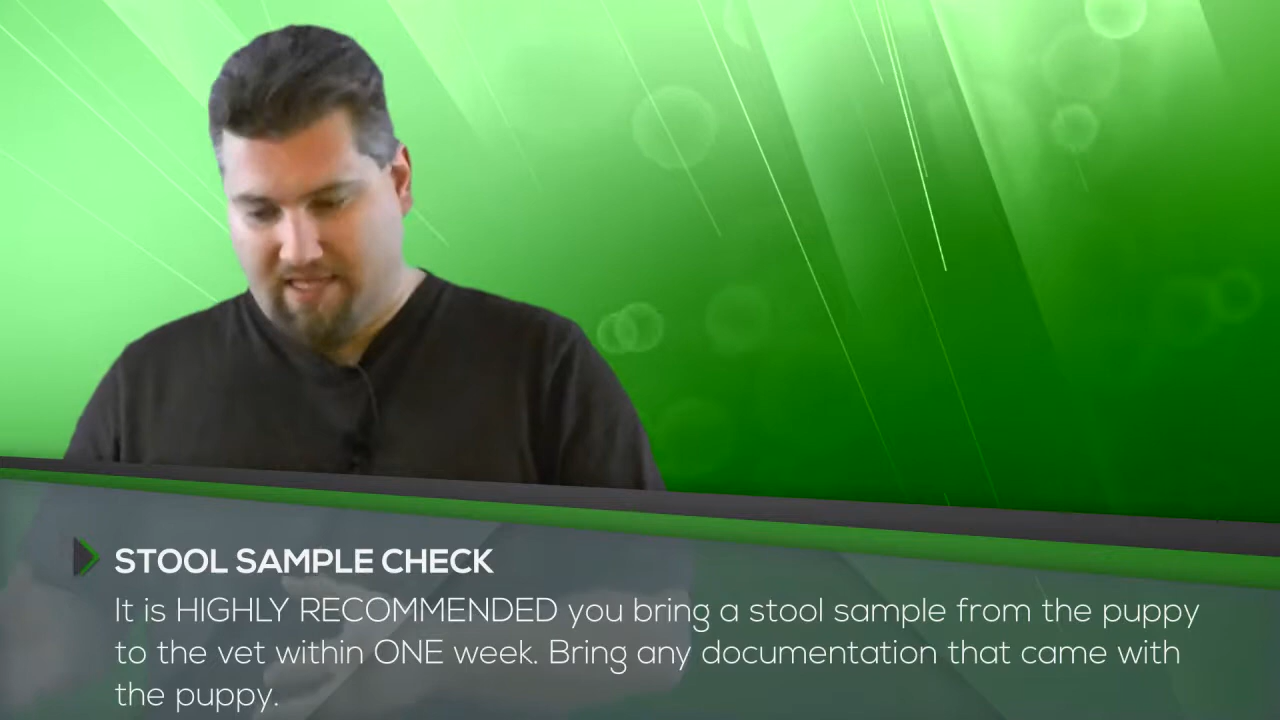 STOOL SAMPLE CHECK
It is HIGHLY RECOMMENDED you bring a stool sample from the puppy
to the vet within ONE week. Bring any documentation that came with
the puppy.